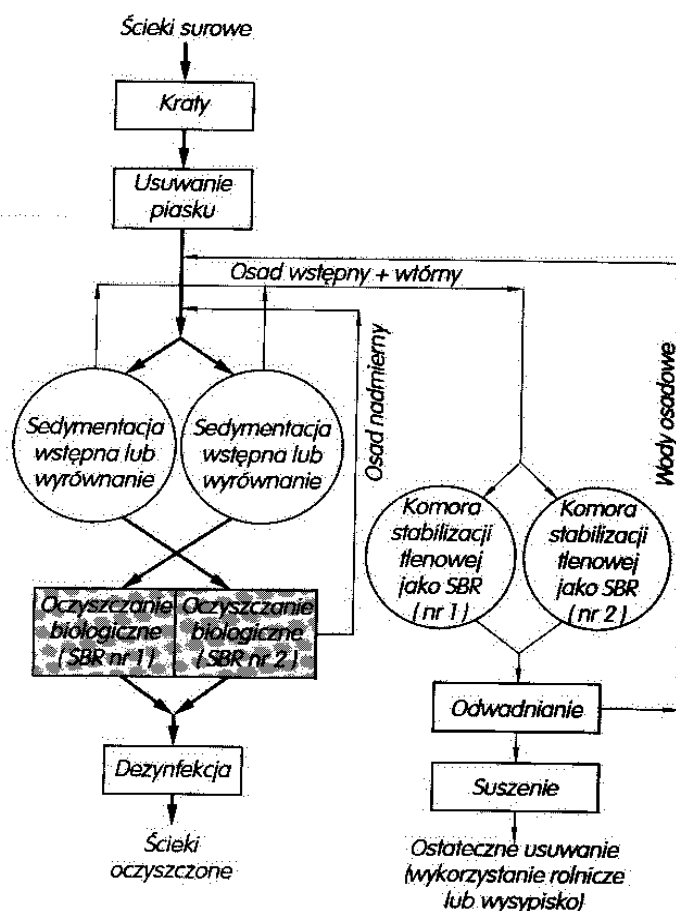 Ścieki surowe
Kraty
Usuwanie
piasku
Osad wstępny + wtórny
Osad nadmierny
Wody osadowe
Sedymentacja
wstępna lub
wyrównanie
Sedymentacja
wstępna lub
wyrównanie
Komora
stabilizacji
tlenowej
jako SBR
(nr 1)
Komora
stabilizacji
tlenowej
jako SBR
(nr 2)
Oczyszczanie
biologiczne
(SBR nr 1)
Oczyszczanie
biologiczne
(SBR nr 2)
Odwadnianie
Dezynfekcja
Suszenie
Ścieki
oczyszczone
Ostateczne usuwanie
(wykorzystanie rolnicze
lub wysypisko)